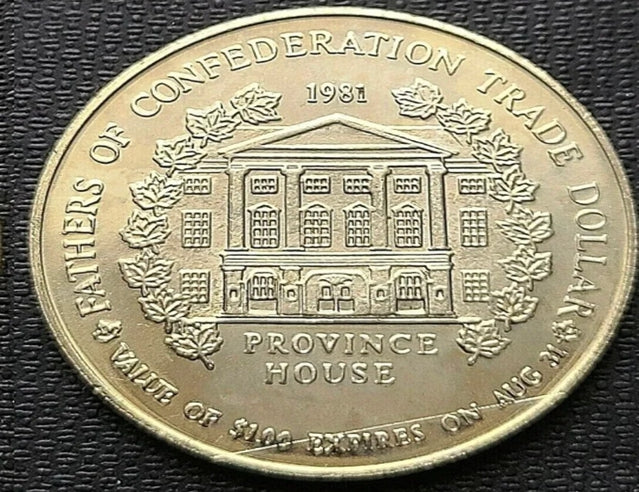 FATHERS OF CONFEDERATION TRADE DOLLAR
1981
PROVINCE
HOUSE
VALUE OF $1.00 EXPIRES ON AUG 31